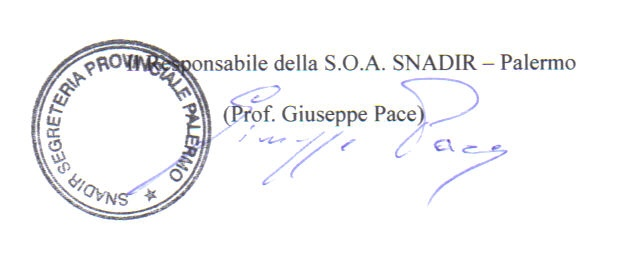 Il Responsabile della S.O.A. SNADIR – Palermo
(Prof. Giuseppe Pace)
Giuseppe Pace
SNADIR SEGRETERIA PROVINCIALE PALERMO